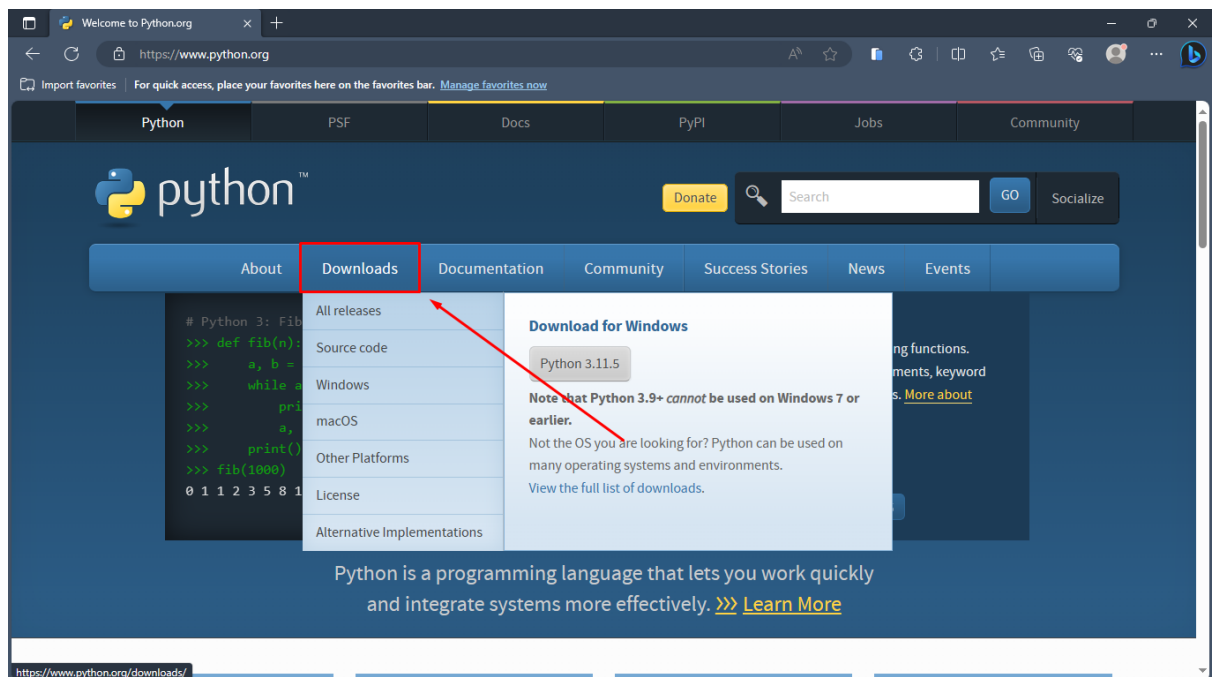 Welcome to Python.org
https://www.python.org
Import favorites For quick access, place your favorites here on the favorites bar. Manage favorites now
Python PSF Docs PyPI Jobs Community
python™
Donate Search GO Socialize
About Downloads Documentation Community Success Stories News Events
All releases
Source code
Windows
macOS
Other Platforms
License
Alternative Implementations
Download for Windows
Python 3.11.5
Note that Python 3.9+ cannot be used on Windows 7 or
earlier.
Not the OS you are looking for? Python can be used on
many operating systems and environments.
View the full list of downloads.
# Python 3: Fib
>>> def fib(n):
>>> a, b =
>>> while a
>>> pri
>>> a,
>>> print()
>>> fib(1000)
0 1 1 2 3 5 8 1
ng functions.
ments, keyword
s. More about
Python is a programming language that lets you work quickly
and integrate systems more effectively. >>> Learn More
https://www.python.org/downloads/